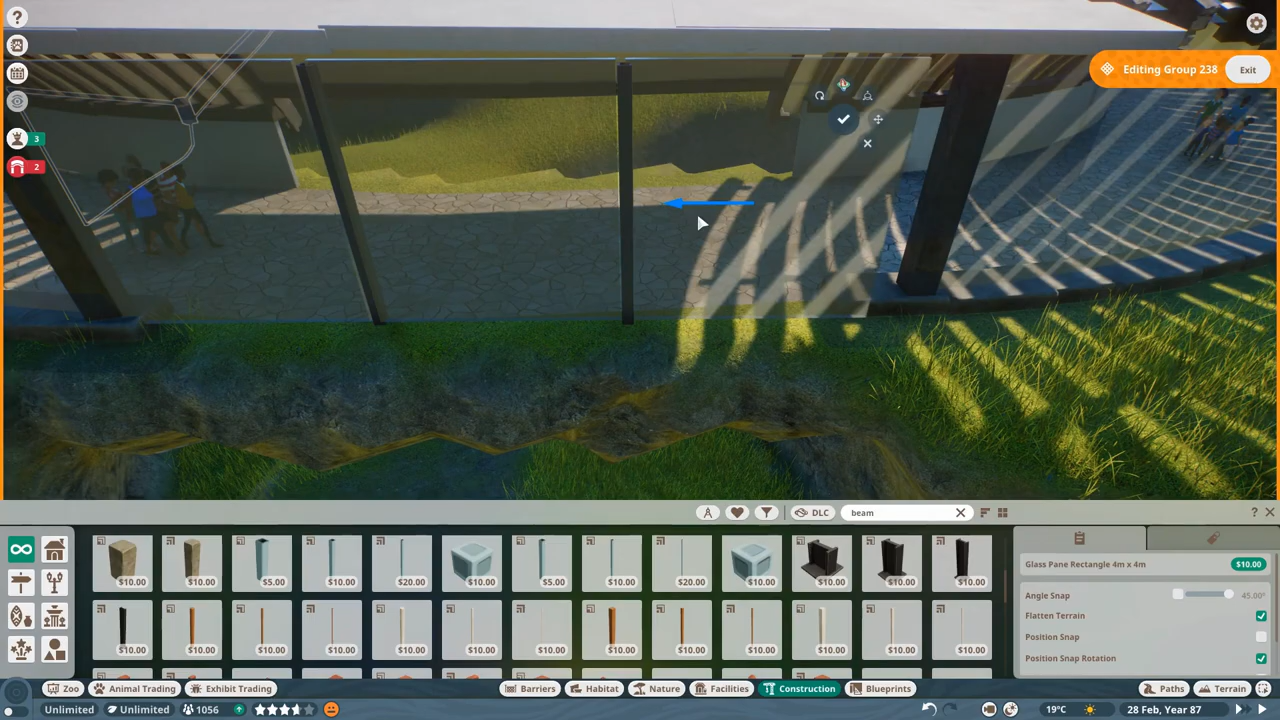 ?
Editing Group 238
Exit
3
2
DLC
beam
?
$10.00 $10.00 $5.00 $10.00 $20.00 $10.00 $5.00 $10.00 $20.00 $10.00 $10.00 $10.00 $10.00
$10.00 $10.00 $10.00 $10.00 $10.00 $10.00 $10.00 $10.00 $10.00 $10.00 $10.00 $10.00 $10.00
Glass Pane Rectangle 4m x 4m $10.00
Angle Snap 45.00°
Flatten Terrain
Position Snap
Position Snap Rotation
Zoo Animal Trading Exhibit Trading Barriers Habitat Nature Facilities Construction Blueprints Paths Terrain
Unlimited Unlimited 1056 19°C 28 Feb, Year 87